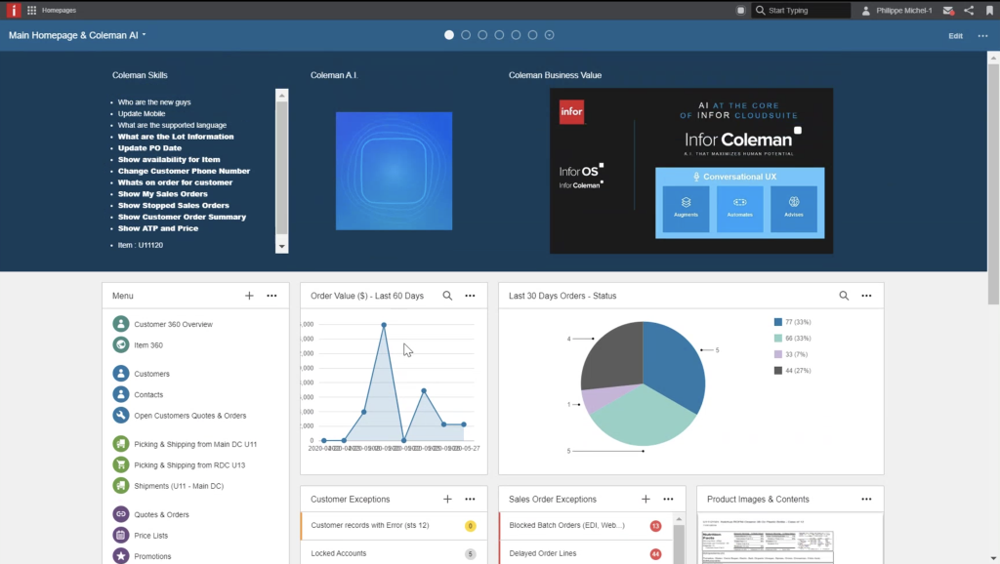 Homepages
Start Typing
Philippe Michel-1
Main Homepage & Coleman AI
Edit
Coleman Skills
Who are the new guys
Update Mobile
What are the supported language
What are the Lot Information
Update PO Date
Show availability for Item
Change Customer Phone Number
Whats on order for customer
Show My Sales Orders
Show Stopped Sales Orders
Show Customer Order Summary
Show ATP and Price
Item : U11120
Coleman A.I.
Coleman Business Value
infor
AI AT THE CORE
OF INFOR CLOUDSUITE
Infor Coleman
A.I. THAT MAXIMIZES HUMAN POTENTIAL
Infor OS
Infor Coleman
Conversational UX
Augments
Automates
Advises
Menu
Customer 360 Overview
Item 360
Customers
Contacts
Open Customers Quotes & Orders
Picking & Shipping from Main DC U11
Picking & Shipping from RDC U13
Shipments (U11 - Main DC)
Quotes & Orders
Price Lists
Promotions
Order Value ($) - Last 60 Days
0
Last 30 Days Orders - Status
4
5
1
5
77 (33%)
66 (33%)
33 (7%)
44 (27%)
Customer Exceptions
Customer records with Error (sts 12)
0
Locked Accounts
5
Sales Order Exceptions
Blocked Batch Orders (EDI, Web...)
13
Delayed Order Lines
44
Product Images & Contents